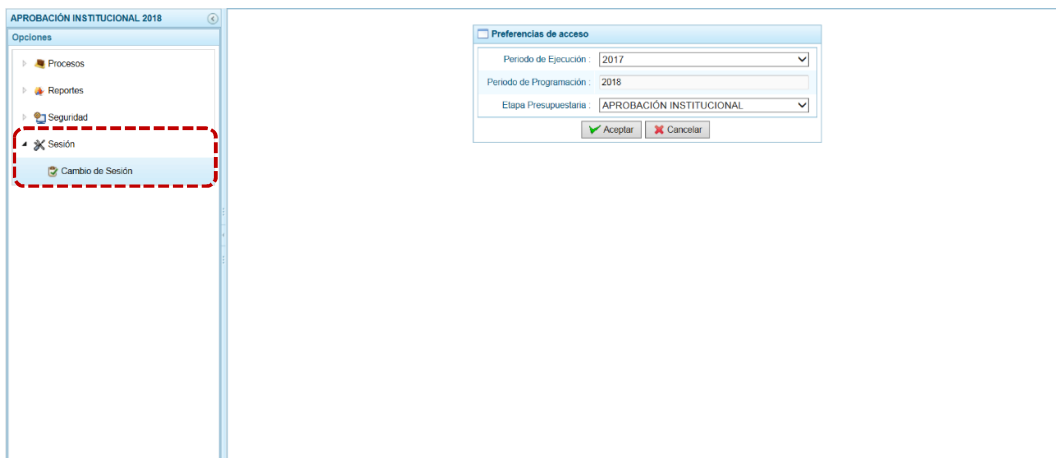 APROBACIÓN INSTITUCIONAL 2018
Opciones
Procesos
Reportes
Seguridad
Sesión
Cambio de Sesión
Preferencias de acceso
Periodo de Ejecución : 2017
Periodo de Programación : 2018
Etapa Presupuestaria : APROBACIÓN INSTITUCIONAL
Aceptar Cancelar